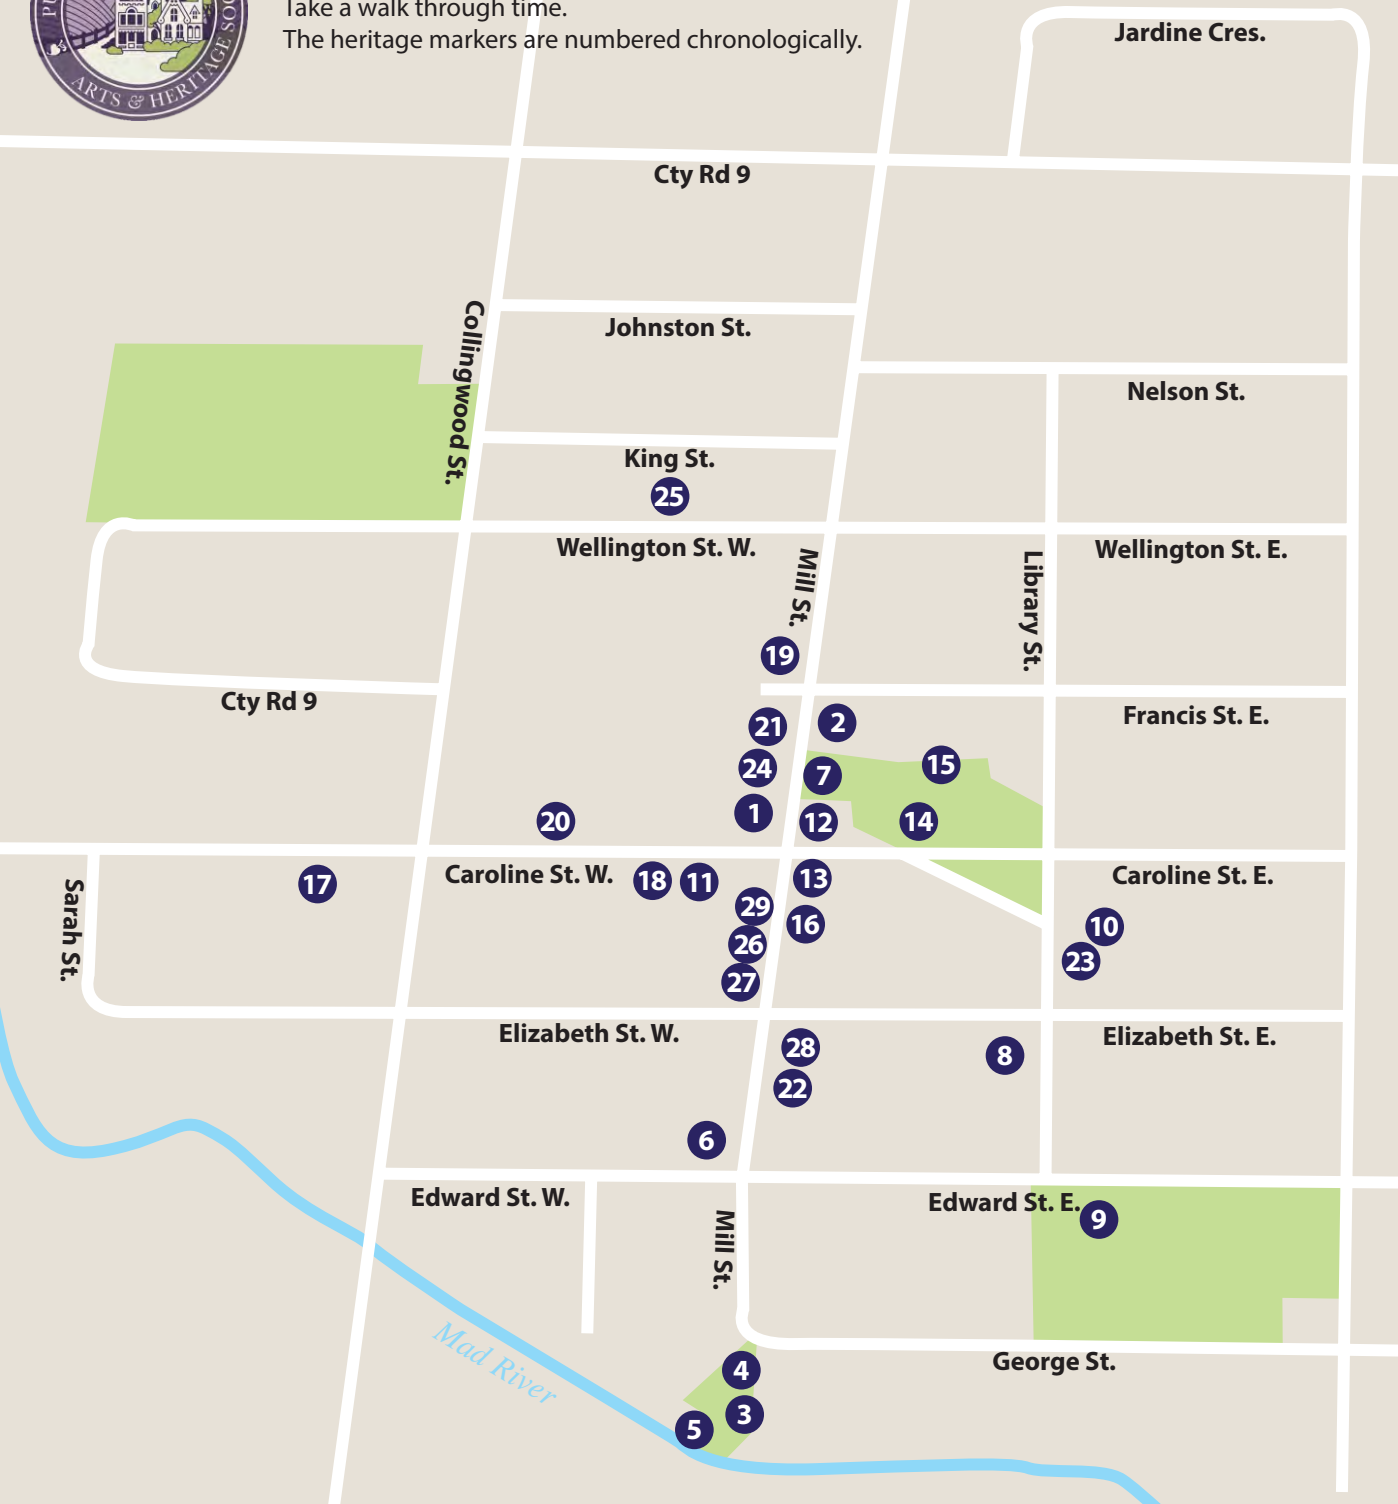 Take a walk through time.
The heritage markers are numbered chronologically.
ARTS & HERITAGE SOC
PU
Jardine Cres.
Cty Rd 9
Collingwood St.
Johnston St.
Nelson St.
King St.
25
Wellington St. W.
Wellington St. E.
Mill St.
Library St.
19
Cty Rd 9
Francis St. E.
21
2
24
7
15
1
12
14
20
Caroline St. W.
Caroline St. E.
17
18
11
13
Sarah St.
29
16
10
26
23
27
Elizabeth St. W.
Elizabeth St. E.
28
8
22
6
Edward St. W.
Edward St. E.
9
Mill St.
Mad River
George St.
4
3
5